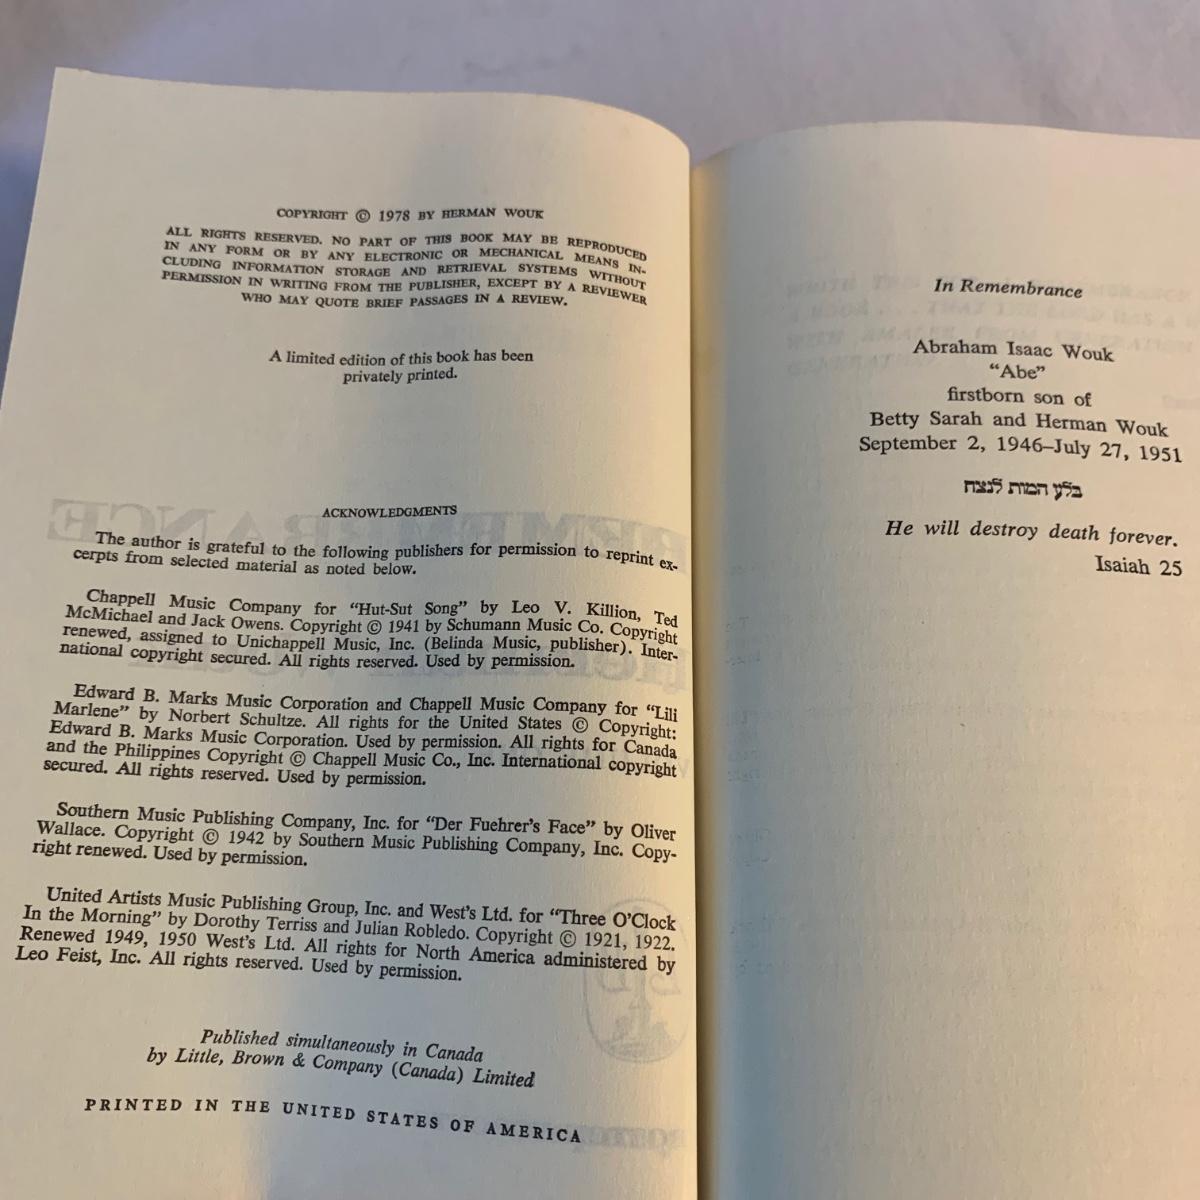 COPYRIGHT © 1978 BY HERMAN WOUK
ALL RIGHTS RESERVED. NO PART OF THIS BOOK MAY BE REPRODUCED
IN ANY FORM OR BY ANY ELECTRONIC OR MECHANICAL MEANS IN-
CLUDING INFORMATION STORAGE AND RETRIEVAL SYSTEMS WITHOUT
PERMISSION IN WRITING FROM THE PUBLISHER, EXCEPT BY A REVIEWER
WHO MAY QUOTE BRIEF PASSAGES IN A REVIEW.
A limited edition of this book has been
privately printed.
ACKNOWLEDGMENTS
The author is grateful to the following publishers for permission to reprint ex-
cerpts from selected material as noted below.
Chappell Music Company for "Hut-Sut Song" by Leo V. Killion, Ted
McMichael and Jack Owens. Copyright © 1941 by Schumann Music Co. Copyright
renewed, assigned to Unichappell Music, Inc. (Belinda Music, publisher). Inter-
national copyright secured. All rights reserved. Used by permission.
Edward B. Marks Music Corporation and Chappell Music Company for "Lili
Marlene" by Norbert Schultze. All rights for the United States © Copyright:
Edward B. Marks Music Corporation. Used by permission. All rights for Canada
and the Philippines Copyright © Chappell Music Co., Inc. International copyright
secured. All rights reserved. Used by permission.
Southern Music Publishing Company, Inc. for "Der Fuehrer's Face" by Oliver
Wallace. Copyright © 1942 by Southern Music Publishing Company, Inc. Copy-
right renewed. Used by permission.
United Artists Music Publishing Group, Inc. and West's Ltd. for "Three O'Clock
In the Morning" by Dorothy Terriss and Julian Robledo. Copyright © 1921, 1922.
Renewed 1949, 1950 West's Ltd. All rights for North America administered by
Leo Feist, Inc. All rights reserved. Used by permission.
Published simultaneously in Canada
by Little, Brown & Company (Canada) Limited
PRINTED IN THE UNITED STATES OF AMERICA
In Remembrance
Abraham Isaac Wouk
"Abe"
firstborn son of
Betty Sarah and Herman Wouk
September 2, 1946–July 27, 1951
בלע המות לנצח
He will destroy death forever.
Isaiah 25